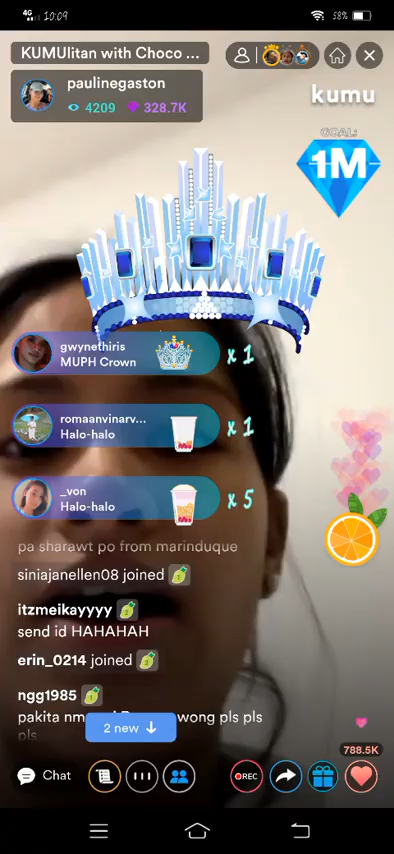 4G 10:09 58%
KUMUlitan with Choco ...
paulinegaston
4209 328.7K
kumu
GOAL:
1M
gwynethiris
MUPH Crown
x 1
romaanvinarv...
Halo-halo
x 1
_von
Halo-halo
x 5
pa sharawt po from marinduque
siniajanellen08 joined
itzmeikayyyy
send id HAHAHAH
erin_0214 joined
ngg1985
pakita wong pls pls
pls
2 new
788.5K
Chat
REC